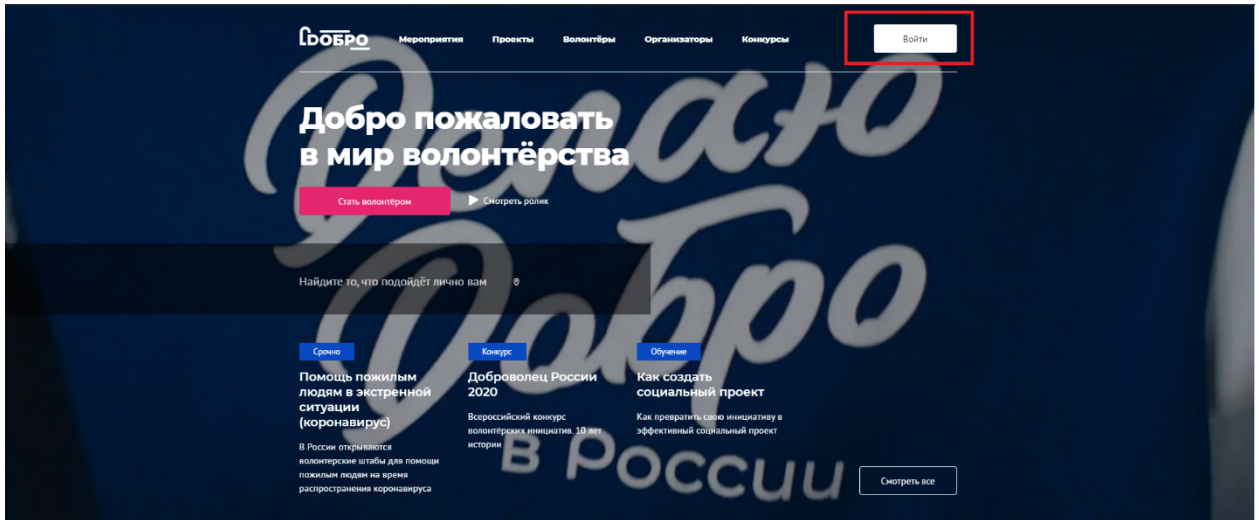 ДОБРО
Мероприятия Проекты Волонтёры Организаторы Конкурсы Войти
Делаю
Добро
в России
Добро пожаловать
в мир волонтёрства
Стать волонтёром Смотреть ролик
Найдите то, что подойдёт лично вам
Срочно
Помощь пожилым
людям в экстренной
ситуации
(коронавирус)
В России открываются
волонтерские штабы для помощи
пожилым людям на время
распространения коронавируса
Конкурс
Доброволец России
2020
Всероссийский конкурс
волонтёрских инициатив. 10 лет
истории
Обучение
Как создать
социальный проект
Как превратить свою инициативу в
эффективный социальный проект
Смотреть все